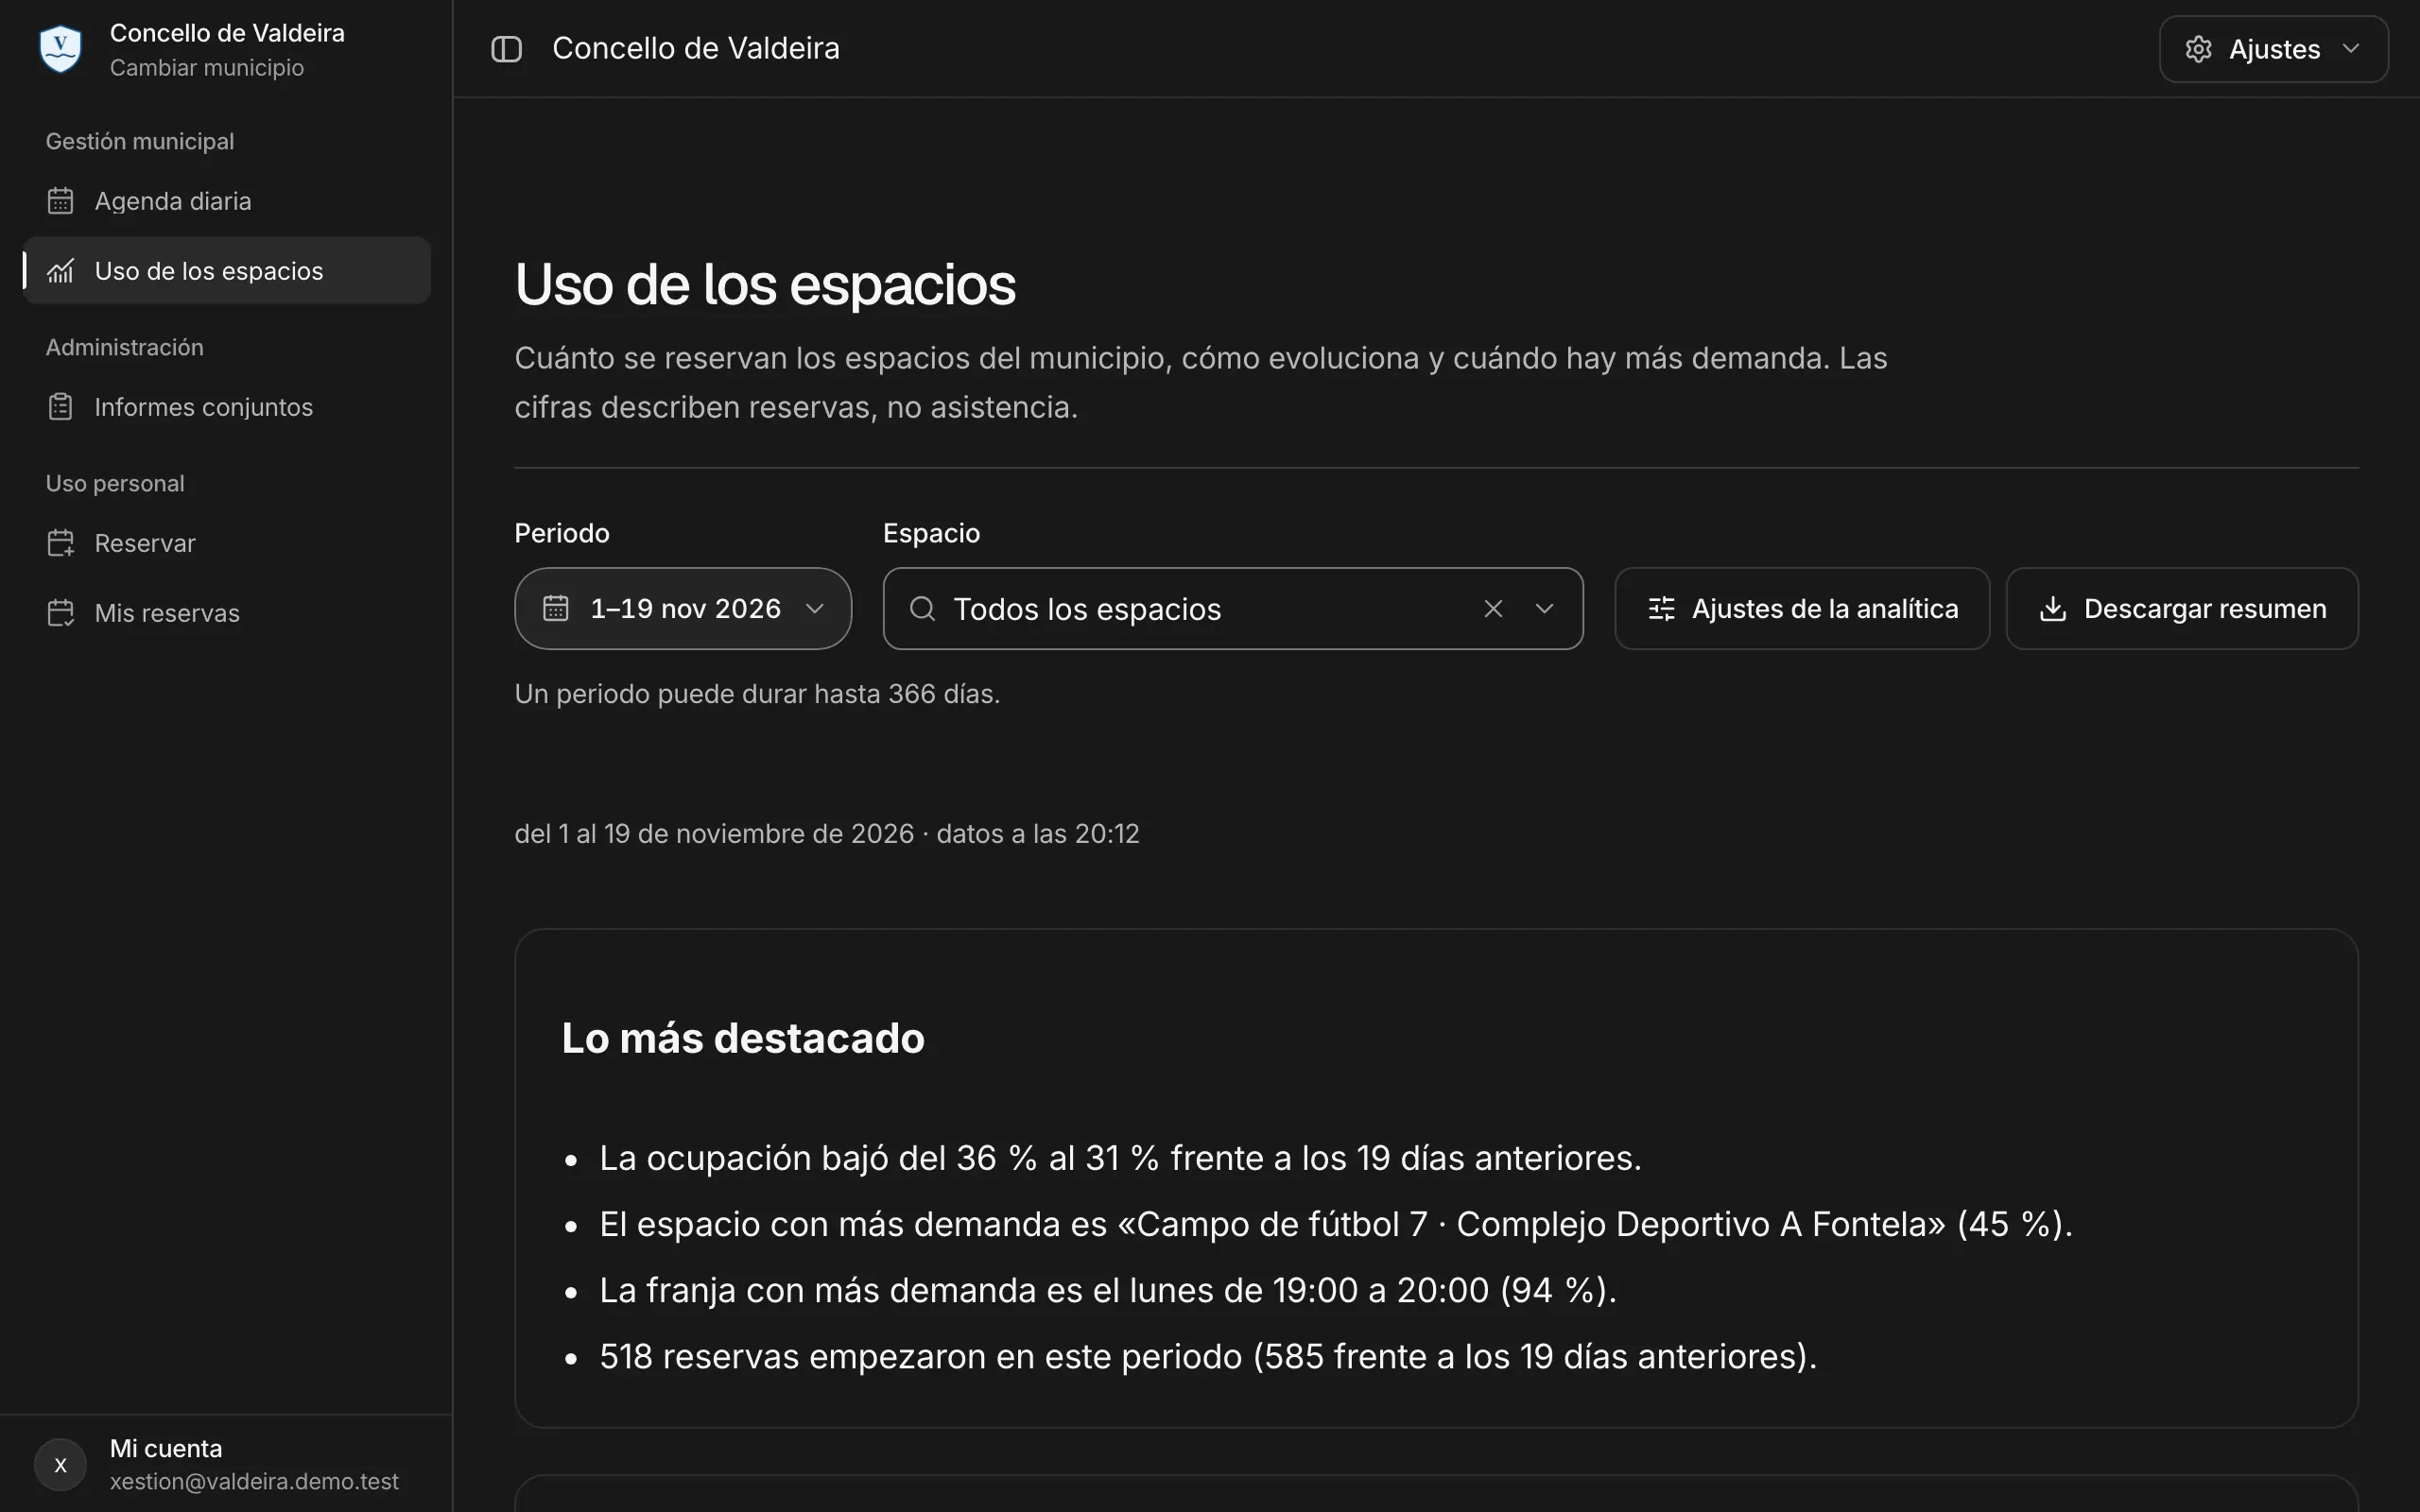 V
Concello de Valdeira
Cambiar municipio
Gestión municipal
Agenda diaria
Uso de los espacios
Administración
Informes conjuntos
Uso personal
Reservar
Mis reservas
X
Mi cuenta
xestion@valdeira.demo.test
Concello de Valdeira
Ajustes
Uso de los espacios
Cuánto se reservan los espacios del municipio, cómo evoluciona y cuándo hay más demanda. Las
cifras describen reservas, no asistencia.
Periodo
Espacio
1–19 nov 2026
Todos los espacios
Ajustes de la analítica
Descargar resumen
Un periodo puede durar hasta 366 días.
del 1 al 19 de noviembre de 2026 · datos a las 20:12
Lo más destacado
• La ocupación bajó del 36 % al 31 % frente a los 19 días anteriores.
• El espacio con más demanda es «Campo de fútbol 7 · Complejo Deportivo A Fontela» (45 %).
• La franja con más demanda es el lunes de 19:00 a 20:00 (94 %).
• 518 reservas empezaron en este periodo (585 frente a los 19 días anteriores).